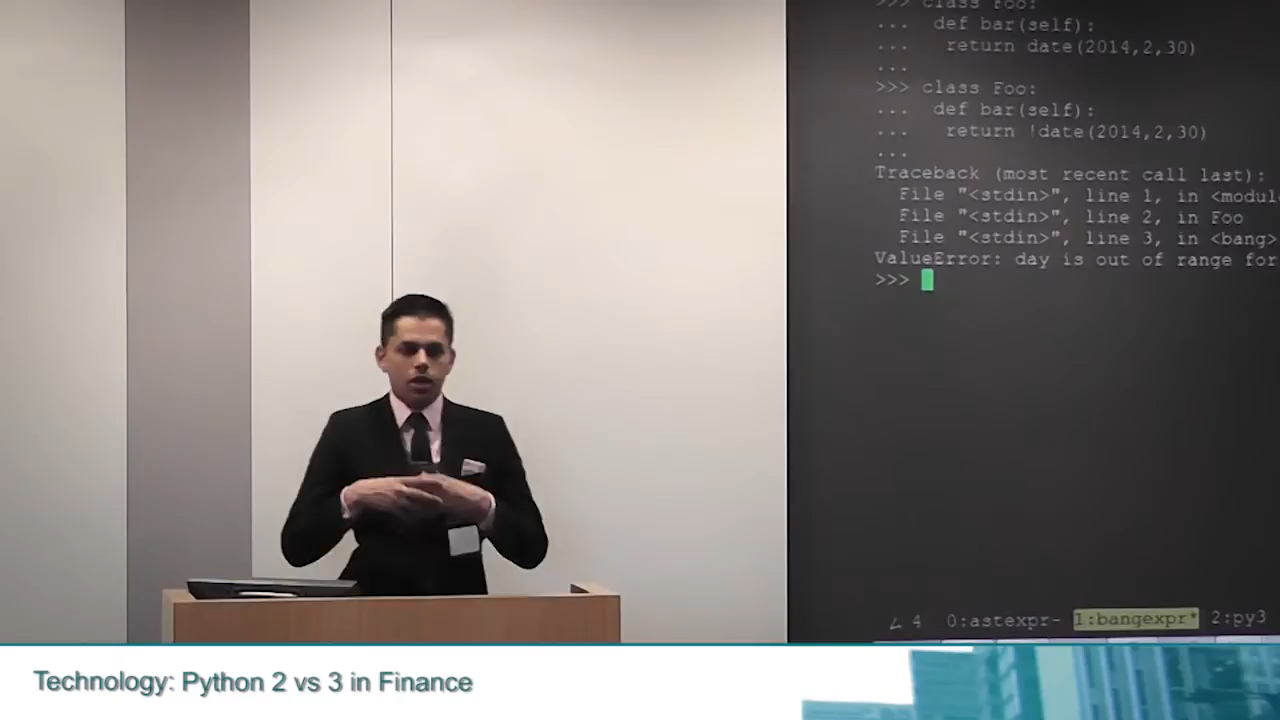 >>> class Foo:
...   def bar(self):
...    return date(2014,2,30)
...
>>> class Foo:
...   def bar(self):
...    return !date(2014,2,30)
...
Traceback (most recent call last):
  File "<stdin>", line 1, in <modul
  File "<stdin>", line 2, in Foo
  File "<stdin>", line 3, in <bang>
ValueError: day is out of range for
>>>
4  0:astexpr- 1:bangexpr* 2:py3
Technology: Python 2 vs 3 in Finance